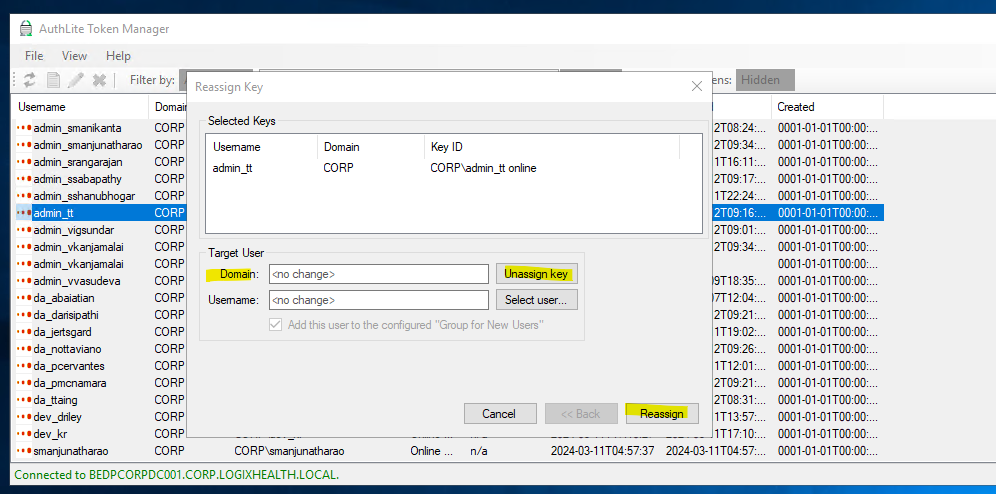 AuthLite Token Manager
File View Help
Filter by: ens: Hidden
Username Domain Created
admin_smanikanta CORP 2T08:24:... 0001-01-01T00:00:...
admin_smanjunatharao CORP 2T09:34:... 0001-01-01T00:00:...
admin_srangarajan CORP 1T16:11:... 0001-01-01T00:00:...
admin_ssabapathy CORP 2T09:17:... 0001-01-01T00:00:...
admin_sshanubhogar CORP 1T22:24:... 0001-01-01T00:00:...
admin_tt CORP 2T09:16:... 0001-01-01T00:00:...
admin_vigsundar CORP 2T09:01:... 0001-01-01T00:00:...
admin_vkanjamalai CORP 2T09:34:... 0001-01-01T00:00:...
admin_vkanjamalai CORP 0001-01-01T00:00:...
admin_vvasudeva CORP 09T18:35:... 0001-01-01T00:00:...
da_abaiatian CORP 7T12:04:... 0001-01-01T00:00:...
da_darisipathi CORP 2T09:21:... 0001-01-01T00:00:...
da_jertsgard CORP 1T19:02:... 0001-01-01T00:00:...
da_nottaviano CORP 2T09:26:... 0001-01-01T00:00:...
da_pcervantes CORP 1T12:01:... 0001-01-01T00:00:...
da_pmcnamara CORP 2T09:21:... 0001-01-01T00:00:...
da_ttaing CORP 2T08:31:... 0001-01-01T00:00:...
dev_driley CORP 1T13:57:... 0001-01-01T00:00:...
dev_kr CORP 1T17:10:... 0001-01-01T00:00:...
smanjunatharao CORP CORP\smanjunatharao Online ... n/a 2024-03-11T04:57:37 2024-03-11T04:57:... 0001-01-01T00:00:...
Connected to BEDPCORPDC001.CORP.LOGIXHEALTH.LOCAL.
Reassign Key
Selected Keys
Username Domain Key ID
admin_tt CORP CORP\admin_tt online
Target User
Domain: <no change> Unassign key
Username: <no change> Select user...
Add this user to the configured "Group for New Users"
Cancel << Back Reassign